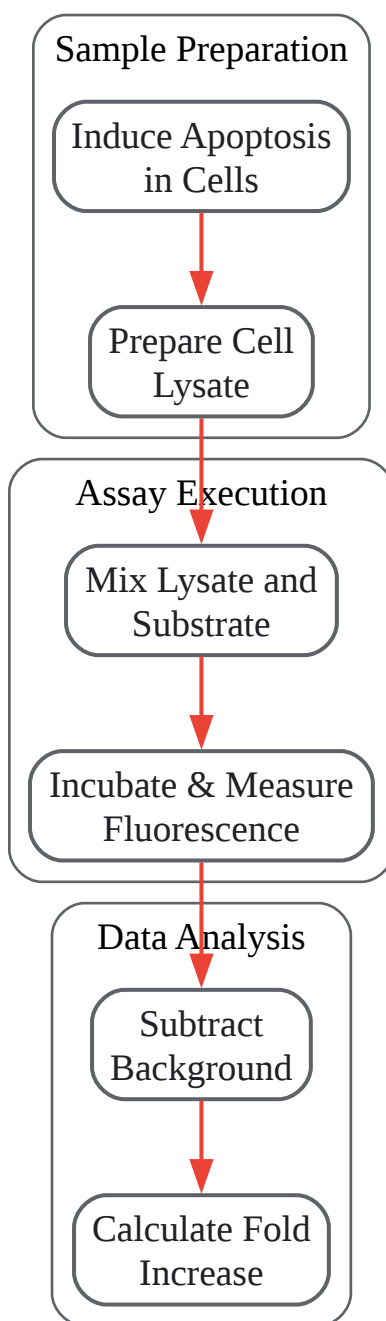 Sample Preparation
Induce Apoptosis
in Cells
Prepare Cell
Lysate
Assay Execution
Mix Lysate and
Substrate
Incubate & Measure
Fluorescence
Data Analysis
Subtract
Background
Calculate Fold
Increase